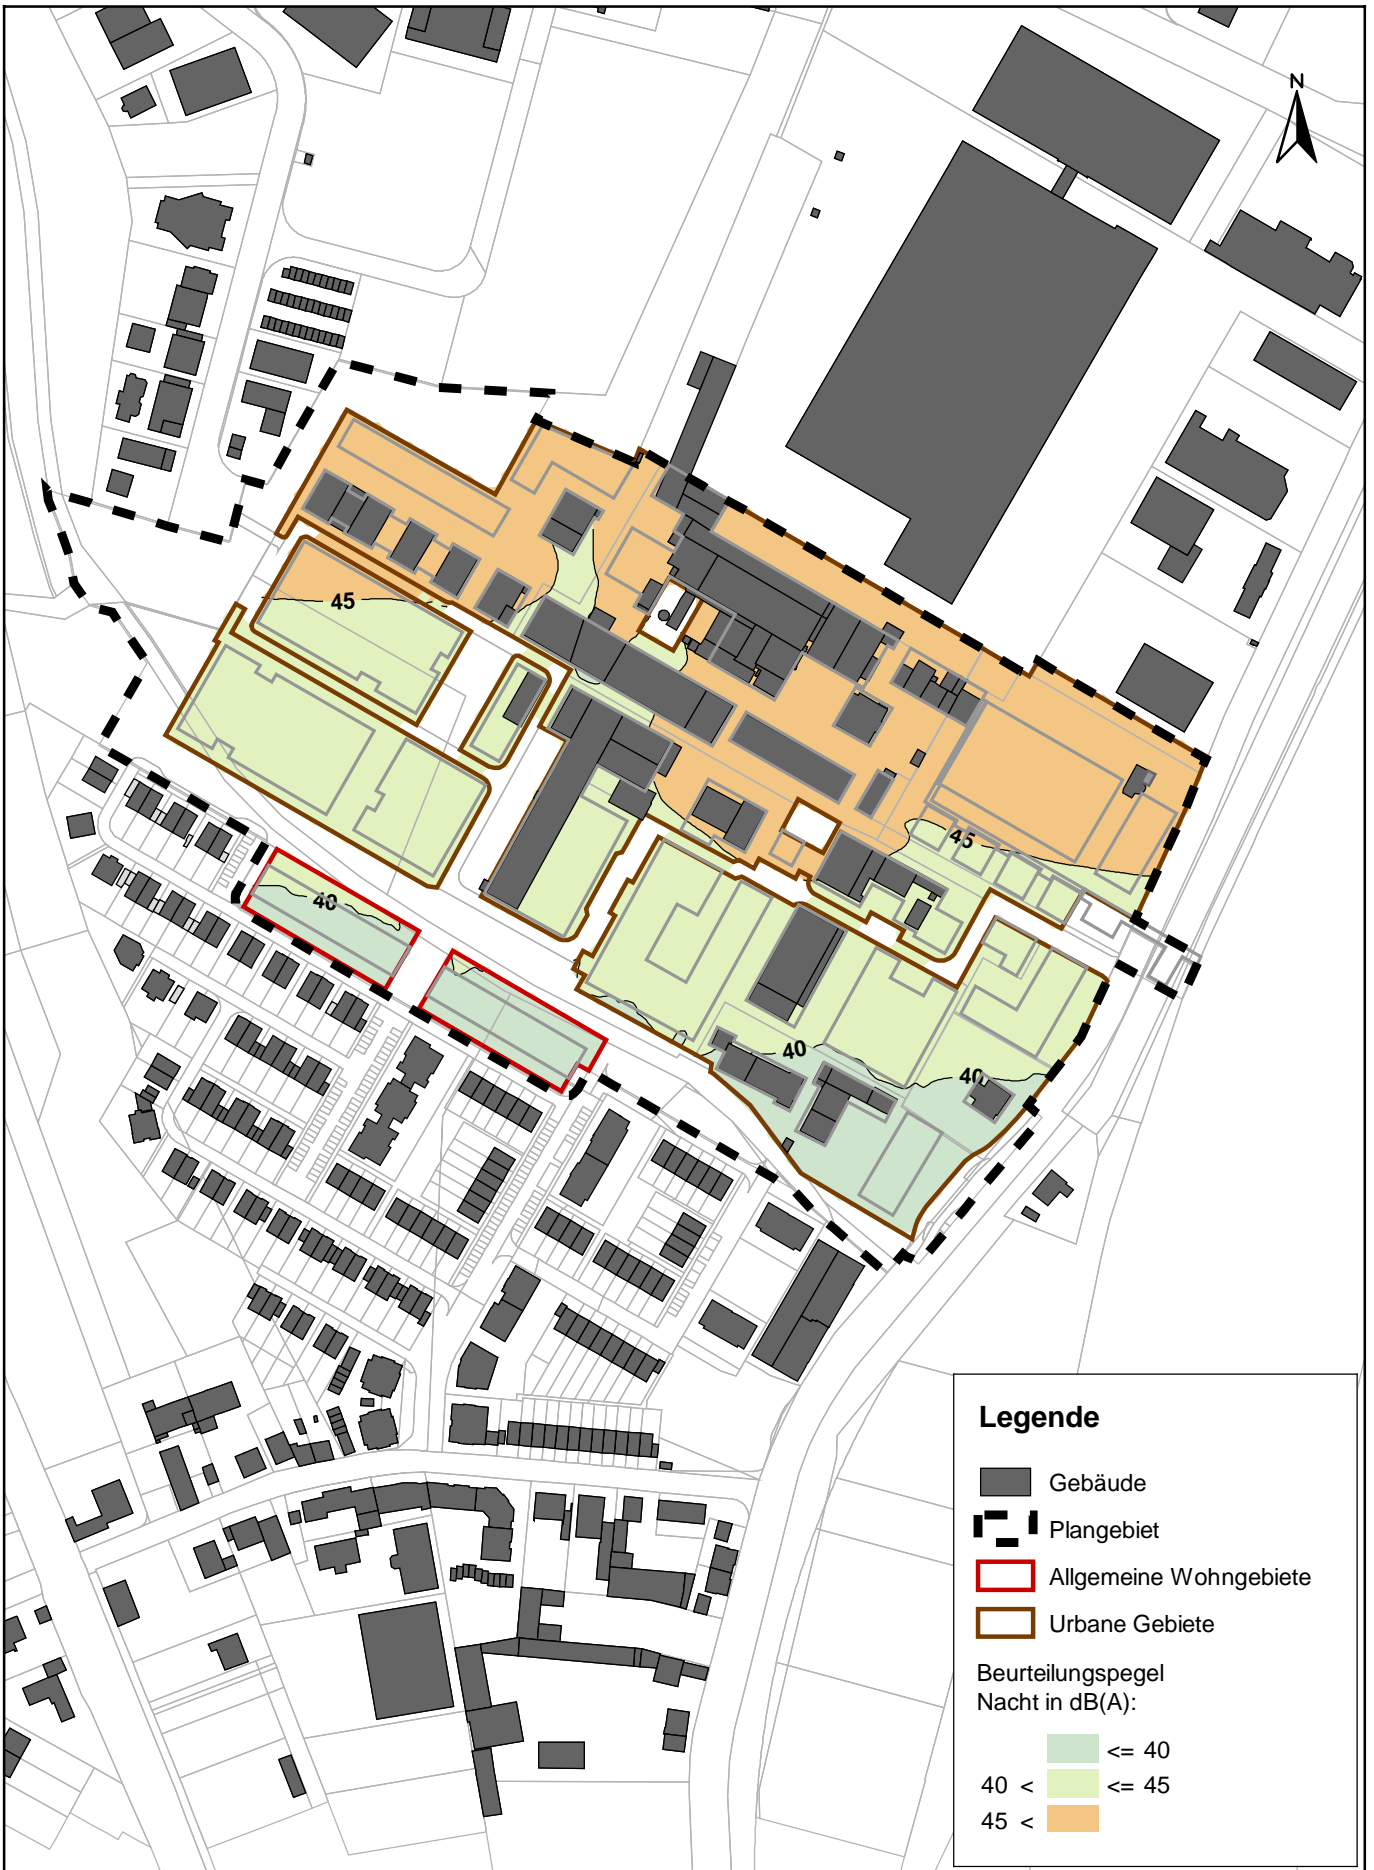 N
45
45
40
40
40
Legende
Gebäude
Plangebiet
Allgemeine Wohngebiete
Urbane Gebiete
Beurteilungspegel
Nacht in dB(A):
<= 40
40 < <= 45
45 <